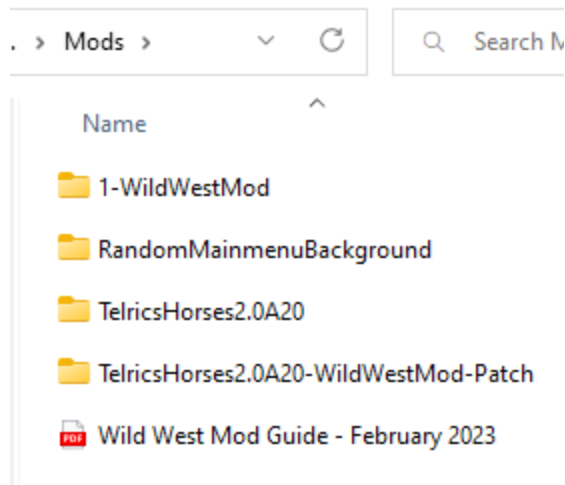 . > Mods >
Search M
Name
1-WildWestMod
RandomMainmenuBackground
TelricsHorses2.0A20
TelricsHorses2.0A20-WildWestMod-Patch
PDF Wild West Mod Guide - February 2023